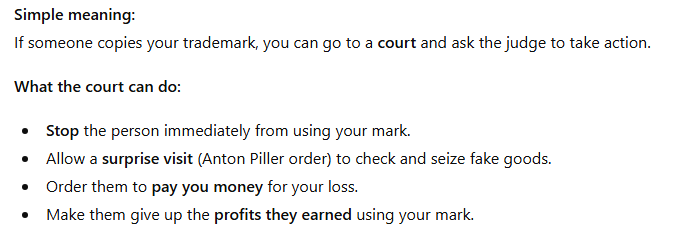 Simple meaning:
If someone copies your trademark, you can go to a court and ask the judge to take action.
What the court can do:
• Stop the person immediately from using your mark.
• Allow a surprise visit (Anton Piller order) to check and seize fake goods.
• Order them to pay you money for your loss.
• Make them give up the profits they earned using your mark.